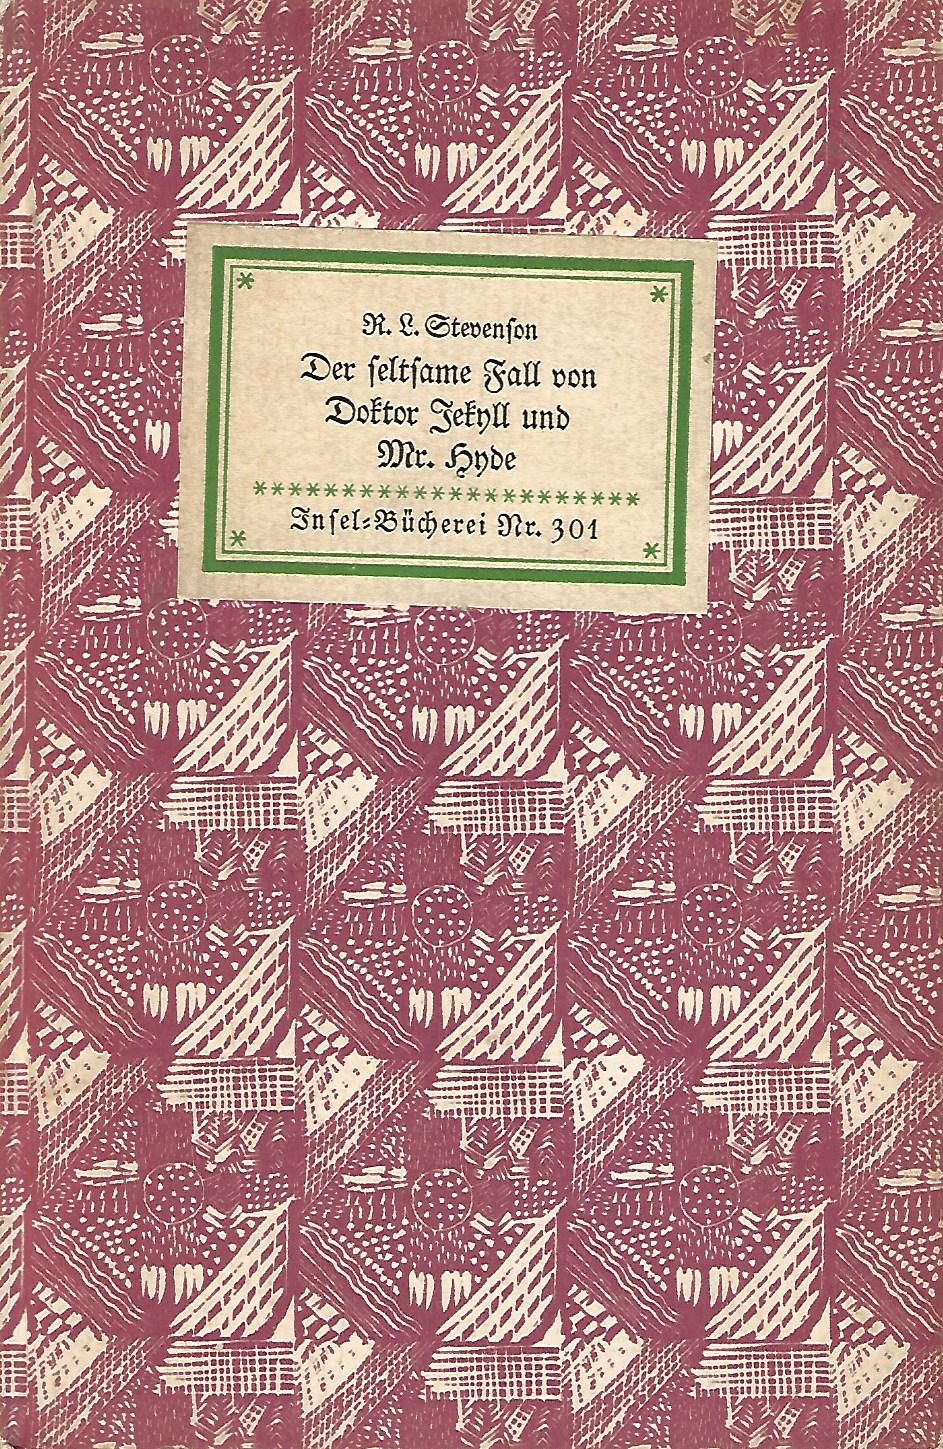 R. L. Stevenson
Der seltsame Fall von
Doktor Jekyll und
Mr. Hyde
Insel-Bücherei Nr. 301